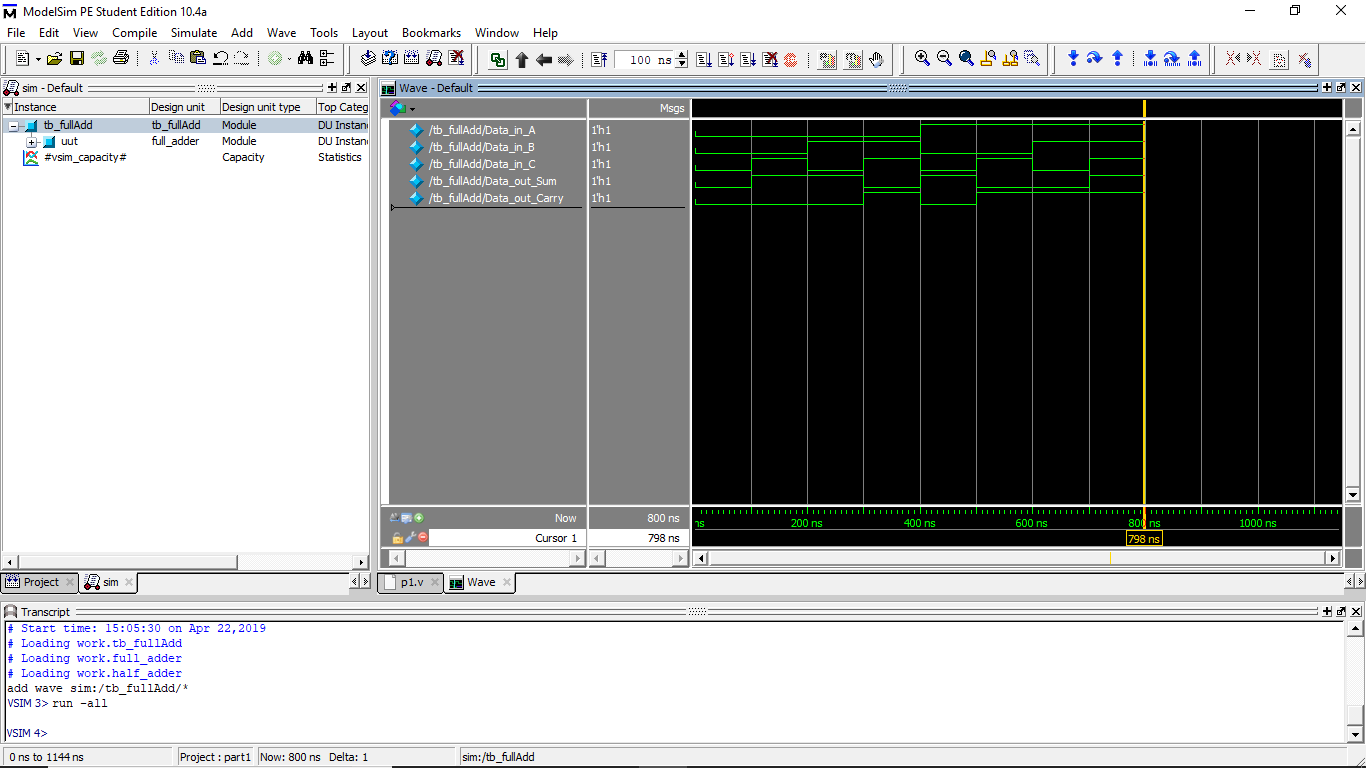 ModelSim PE Student Edition 10.4a
File Edit View Compile Simulate Add Wave Tools Layout Bookmarks Window Help
100 ns
sim - Default
Instance Design unit Design unit type Top Categ
tb_fullAdd tb_fullAdd Module DU Instan
uut full_adder Module DU Instan
#vsim_capacity# Capacity Statistics
Project sim
Wave - Default
Msgs
/tb_fullAdd/Data_in_A 1'h1
/tb_fullAdd/Data_in_B 1'h1
/tb_fullAdd/Data_in_C 1'h1
/tb_fullAdd/Data_out_Sum 1'h1
/tb_fullAdd/Data_out_Carry 1'h1
Now 800 ns ns 200 ns 400 ns 600 ns 800 ns 1000 ns
Cursor 1 798 ns 798 ns
p1.v Wave
Transcript
# Start time: 15:05:30 on Apr 22,2019
# Loading work.tb_fullAdd
# Loading work.full_adder
# Loading work.half_adder
add wave sim:/tb_fullAdd/*
VSIM 3> run -all
VSIM 4>
0 ns to 1144 ns Project : part1 Now: 800 ns Delta: 1 sim:/tb_fullAdd